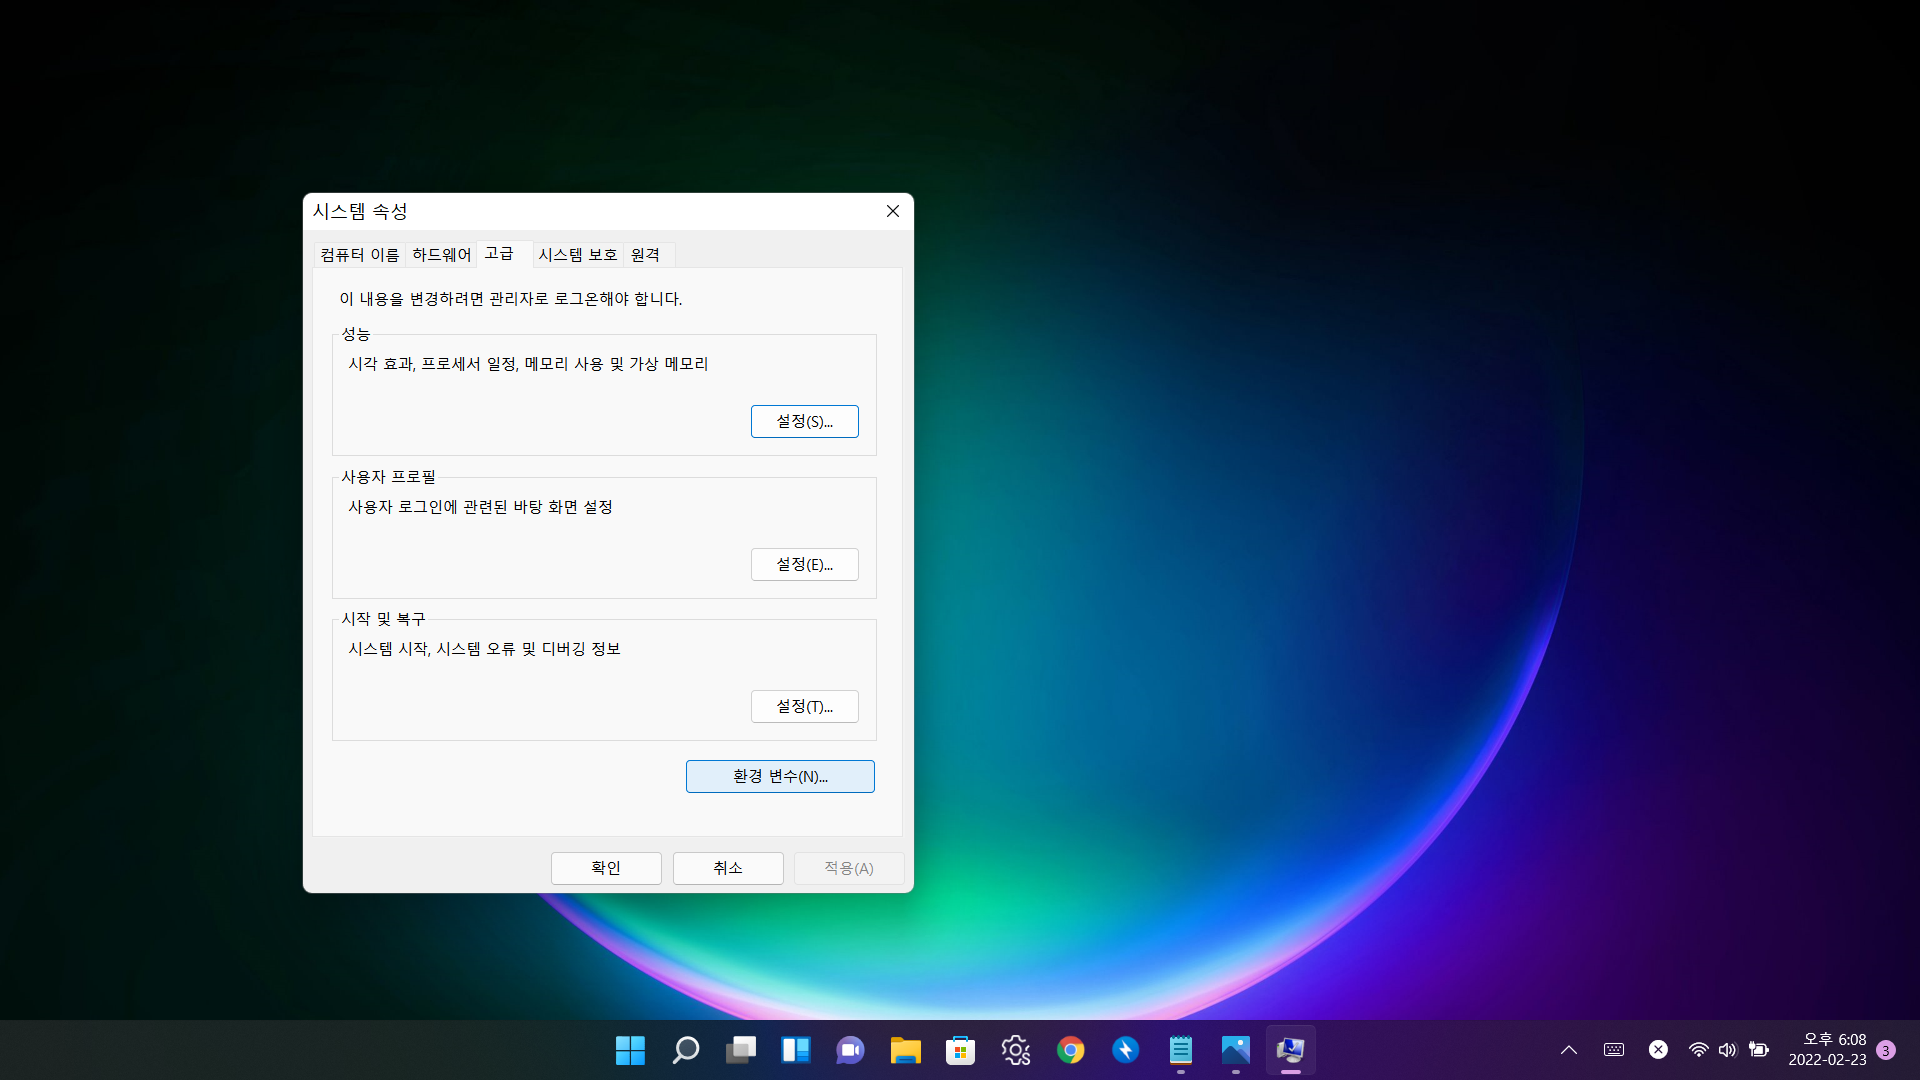 시스템 속성
컴퓨터 이름 하드웨어 고급 시스템 보호 원격
이 내용을 변경하려면 관리자로 로그온해야 합니다.
성능
시각 효과, 프로세서 일정, 메모리 사용 및 가상 메모리
설정(S)...
사용자 프로필
사용자 로그인에 관련된 바탕 화면 설정
설정(E)...
시작 및 복구
시스템 시작, 시스템 오류 및 디버깅 정보
설정(T)...
환경 변수(N)...
확인 취소 적용(A)
오후 6:08
2022-02-23
3